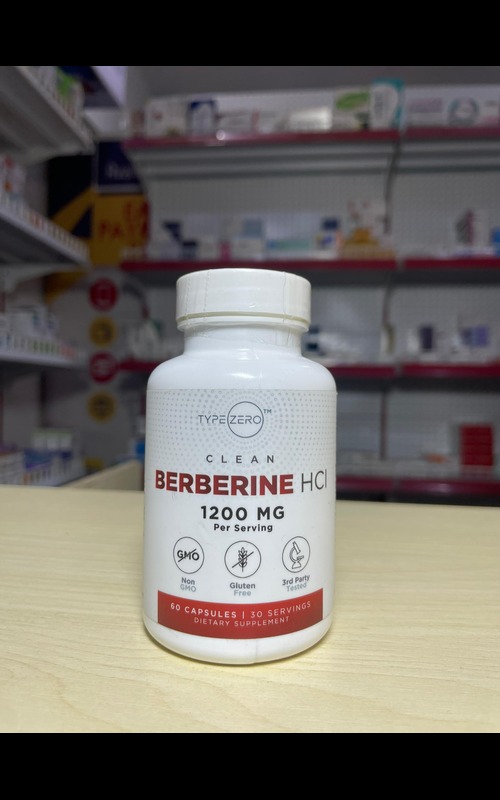 TYPE ZERO™
CLEAN
BERBERINE HCl
1200 MG
Per Serving
GMO
Non
GMO
Gluten
Free
3rd Party
Tested
60 CAPSULES | 30 SERVINGS
DIETARY SUPPLEMENT